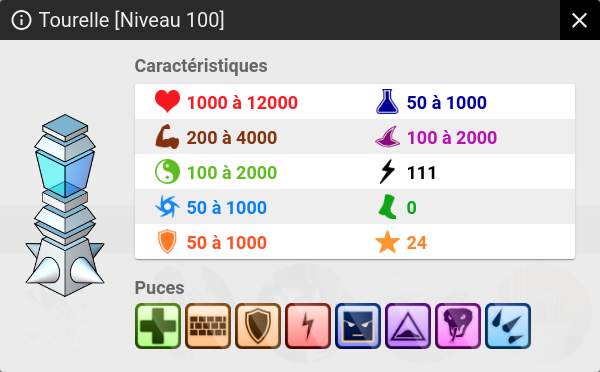 Tourelle [Niveau 100]
Caractéristiques
1000 à 12000
50 à 1000
200 à 4000
100 à 2000
100 à 2000
111
50 à 1000
0
50 à 1000
24
Puces